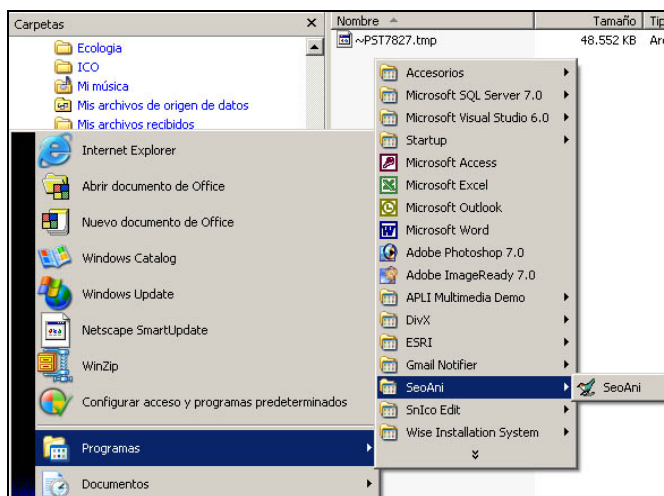 Carpetas
Ecologia
ICO
Mi música
Mis archivos de origen de datos
Mis archivos recibidos
Nombre Tamaño Tip
~PST7827.tmp 48.552 KB Arc
Internet Explorer
Abrir documento de Office
Nuevo documento de Office
Windows Catalog
Windows Update
Netscape SmartUpdate
WinZip
Configurar acceso y programas predeterminados
Programas
Documentos
Accesorios
Microsoft SQL Server 7.0
Microsoft Visual Studio 6.0
Startup
Microsoft Access
Microsoft Excel
Microsoft Outlook
Microsoft Word
Adobe Photoshop 7.0
Adobe ImageReady 7.0
APLI Multimedia Demo
DivX
ESRI
Gmail Notifier
SeoAni
SnIco Edit
Wise Installation System
SeoAni